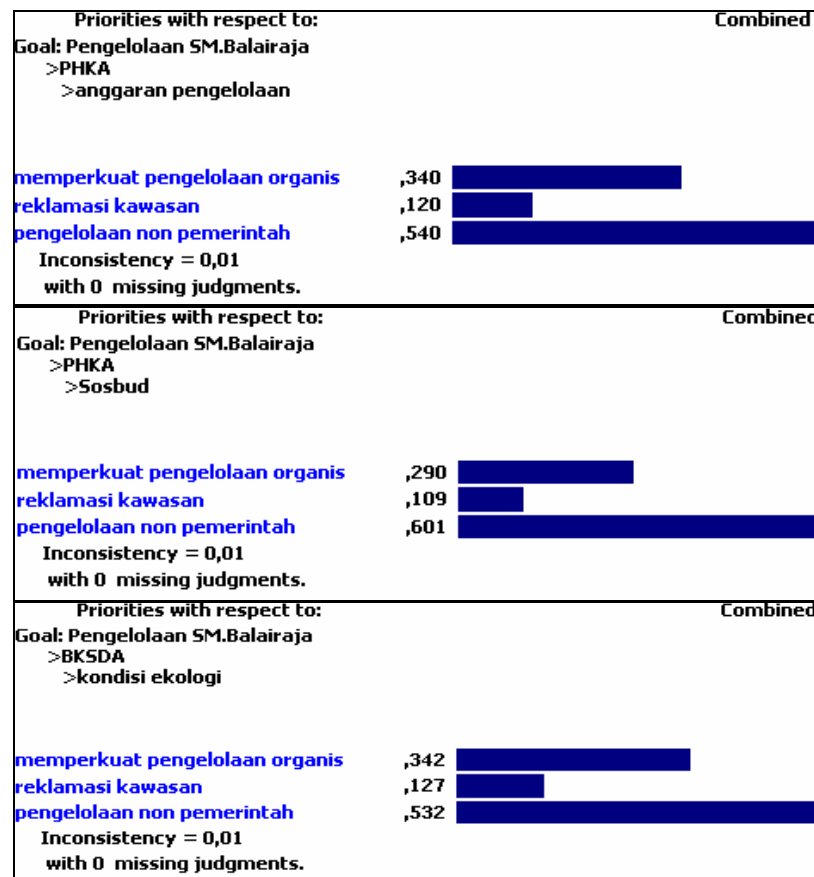 Priorities with respect to: Combined
Goal: Pengelolaan SM.Balairaja
>PHKA
>anggaran pengelolaan
memperkuat pengelolaan organis ,340
reklamasi kawasan ,120
pengelolaan non pemerintah ,540
Inconsistency = 0,01
with 0 missing judgments.
Priorities with respect to: Combined
Goal: Pengelolaan SM.Balairaja
>PHKA
>Sosbud
memperkuat pengelolaan organis ,290
reklamasi kawasan ,109
pengelolaan non pemerintah ,601
Inconsistency = 0,01
with 0 missing judgments.
Priorities with respect to: Combined
Goal: Pengelolaan SM.Balairaja
>BKSDA
>kondisi ekologi
memperkuat pengelolaan organis ,342
reklamasi kawasan ,127
pengelolaan non pemerintah ,532
Inconsistency = 0,01
with 0 missing judgments.